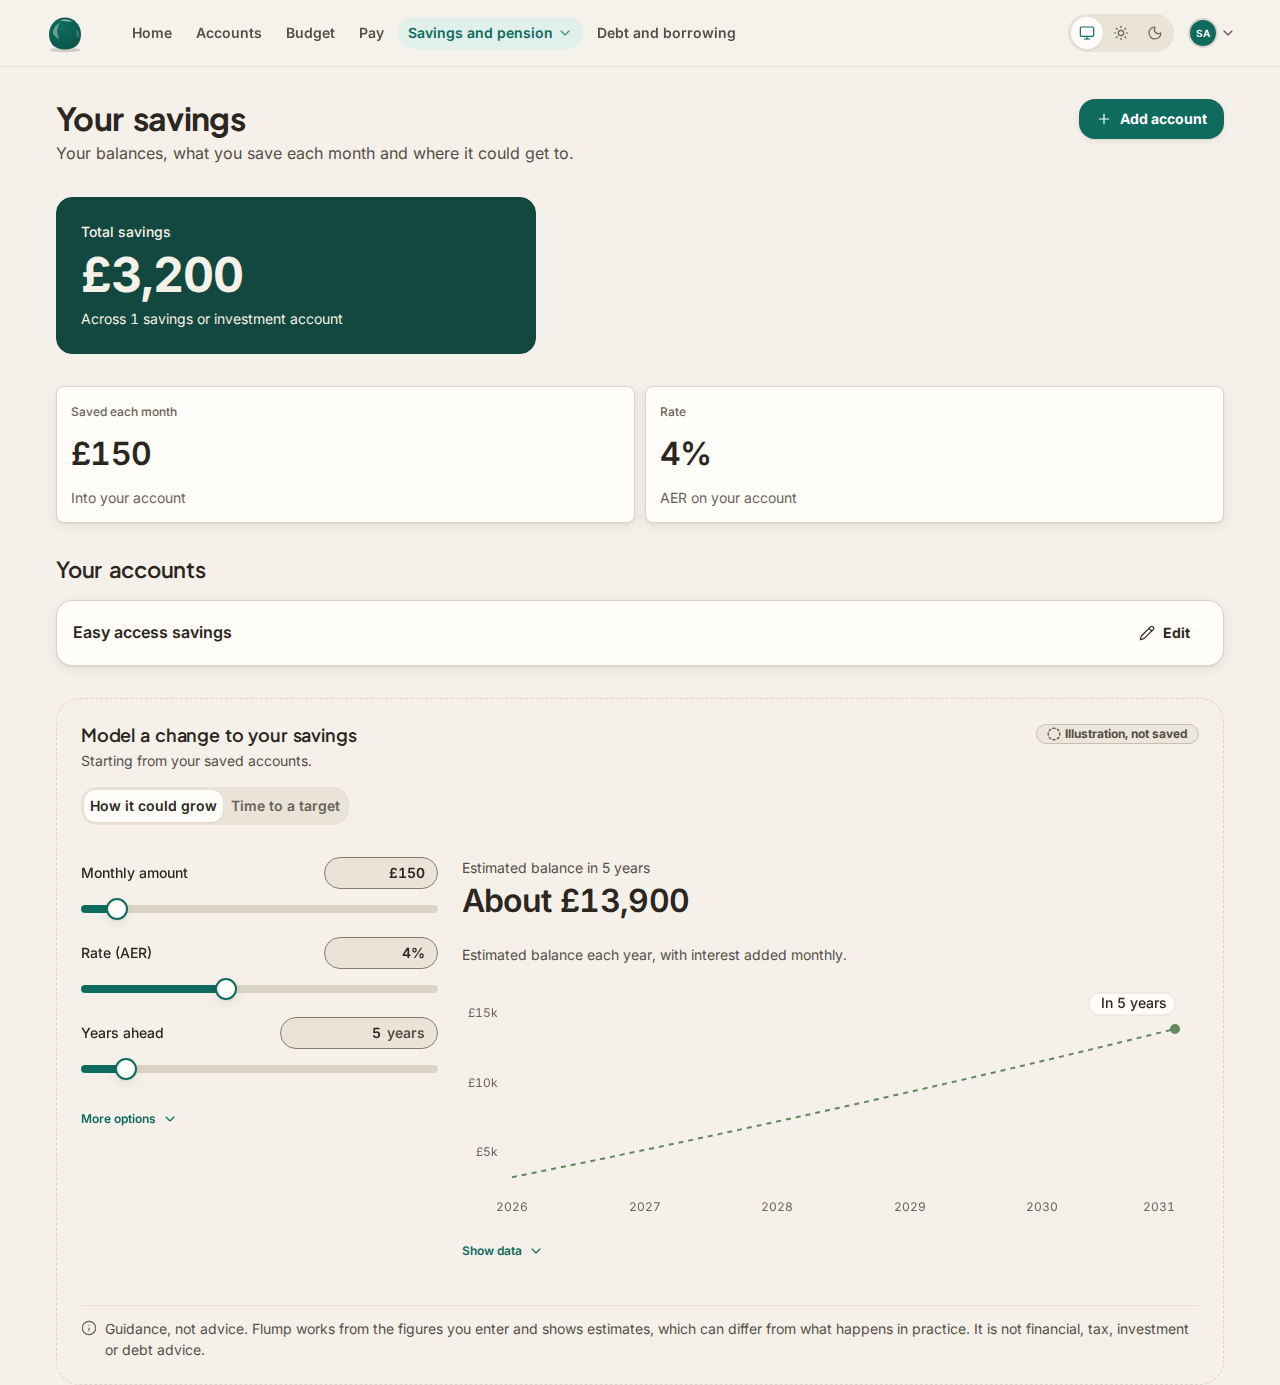 Home Accounts Budget Pay Savings and pension Debt and borrowing SA
Your savings
Add account
Your balances, what you save each month and where it could get to.
Total savings
£3,200
Across 1 savings or investment account
Saved each month
£150
Into your account
Rate
4%
AER on your account
Your accounts
Easy access savings
Edit
Model a change to your savings
Illustration, not saved
Starting from your saved accounts.
How it could grow Time to a target
Monthly amount £150
Rate (AER) 4%
Years ahead 5 years
More options
Estimated balance in 5 years
About £13,900
Estimated balance each year, with interest added monthly.
In 5 years
£15k
£10k
£5k
2026 2027 2028 2029 2030 2031
Show data
Guidance, not advice. Flump works from the figures you enter and shows estimates, which can differ from what happens in practice. It is not financial, tax, investment
or debt advice.